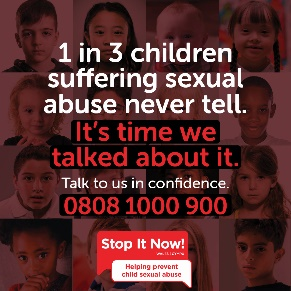 1 in 3 children
suffering sexual
abuse never tell.
It's time we
talked about it.
Talk to us in confidence.
0808 1000 900
Stop It Now!
Helping prevent
child sexual abuse